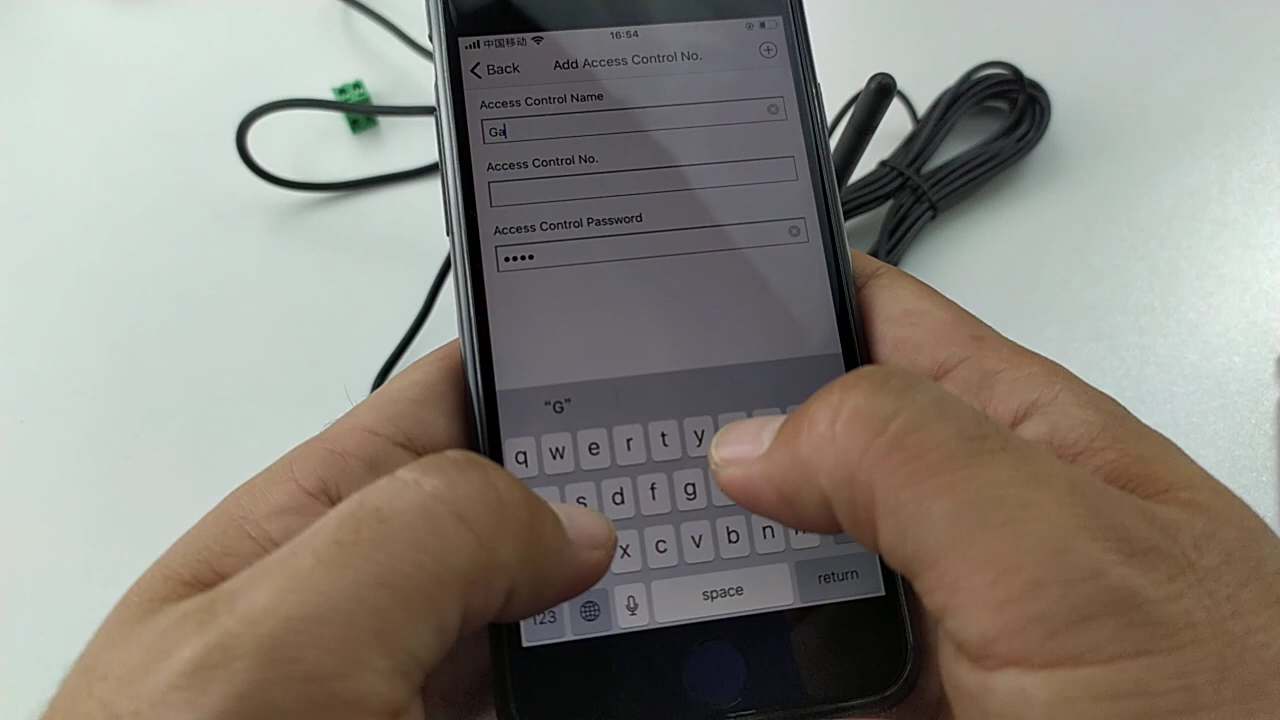 中国移动 16:54
Back Add Access Control No.
Access Control Name
Ga
Access Control No.
Access Control Password
••••
“G”
q w e r t y
s d f g
x c v b n
123 space return